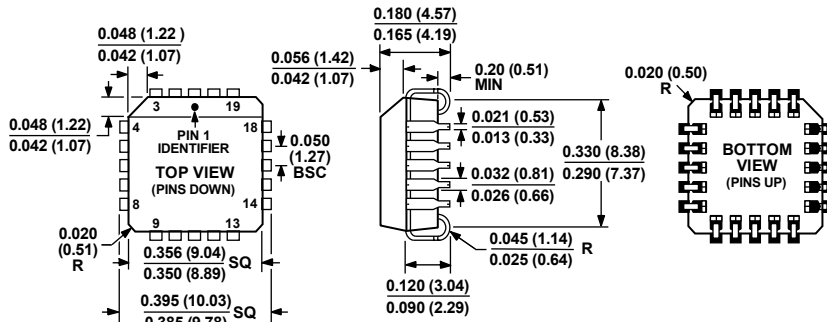 0.048 (1.22 )
0.042 (1.07)
0.048 (1.22)
0.042 (1.07)
3
19
4
18
PIN 1
IDENTIFIER
TOP VIEW
(PINS DOWN)
8
14
9
13
0.050
(1.27)
BSC
0.020
(0.51)
R
0.356 (9.04)
0.350 (8.89)
SQ
0.395 (10.03)
0.385 (9.78)
SQ
0.180 (4.57)
0.165 (4.19)
0.056 (1.42)
0.042 (1.07)
0.20 (0.51)
MIN
0.021 (0.53)
0.013 (0.33)
0.032 (0.81)
0.026 (0.66)
0.330 (8.38)
0.290 (7.37)
0.045 (1.14)
0.025 (0.64)
R
0.120 (3.04)
0.090 (2.29)
0.020 (0.50)
R
BOTTOM
VIEW
(PINS UP)